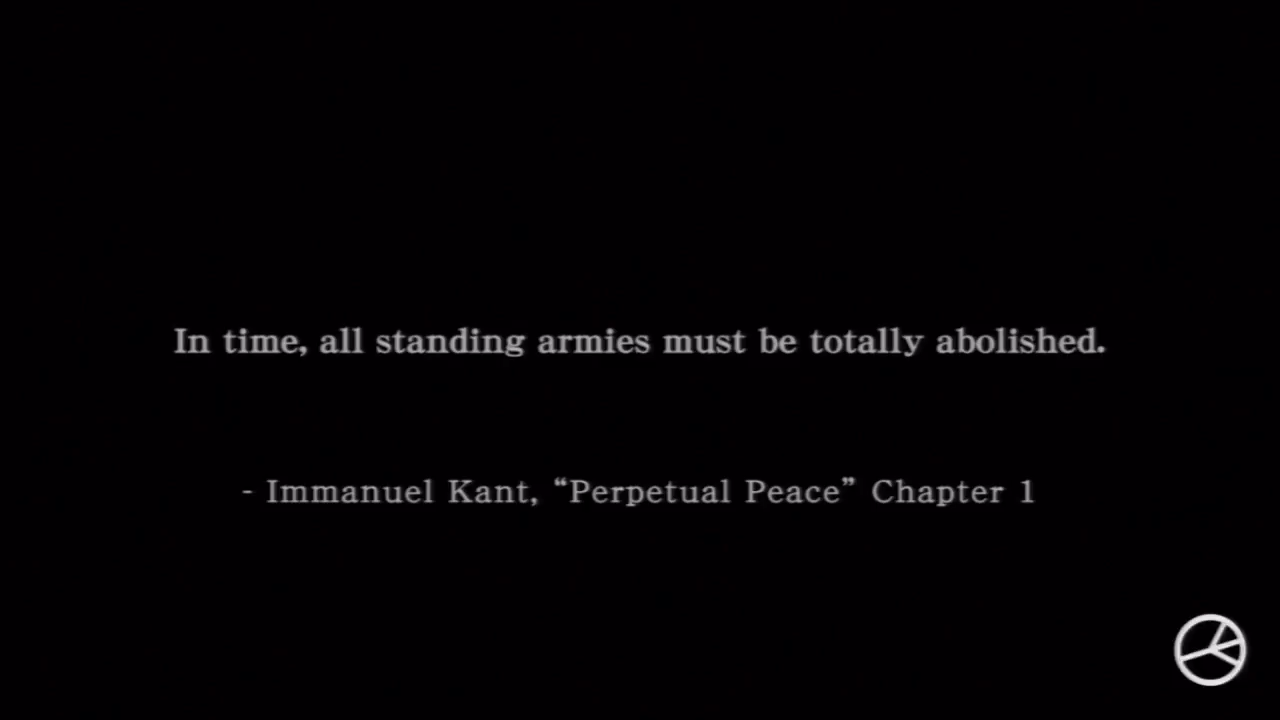 In time, all standing armies must be totally abolished.
- Immanuel Kant, “Perpetual Peace” Chapter 1